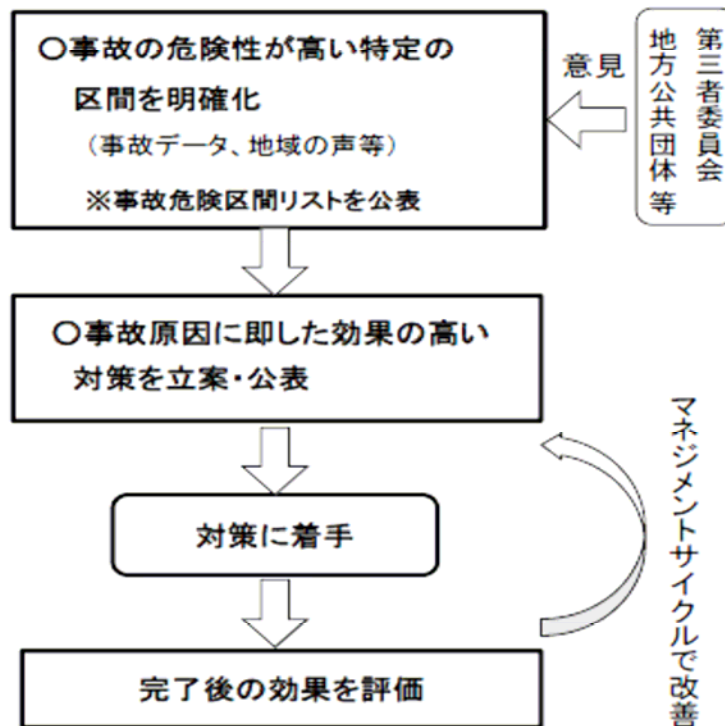 〇事故の危険性が高い特定の
区間を明確化
（事故データ、地域の声等）
※事故危険区間リストを公表
意見
第三者委員会
地方公共団体 等
〇事故原因に即した効果の高い
対策を立案・公表
対策に着手
完了後の効果を評価
マネジメントサイクルで改善